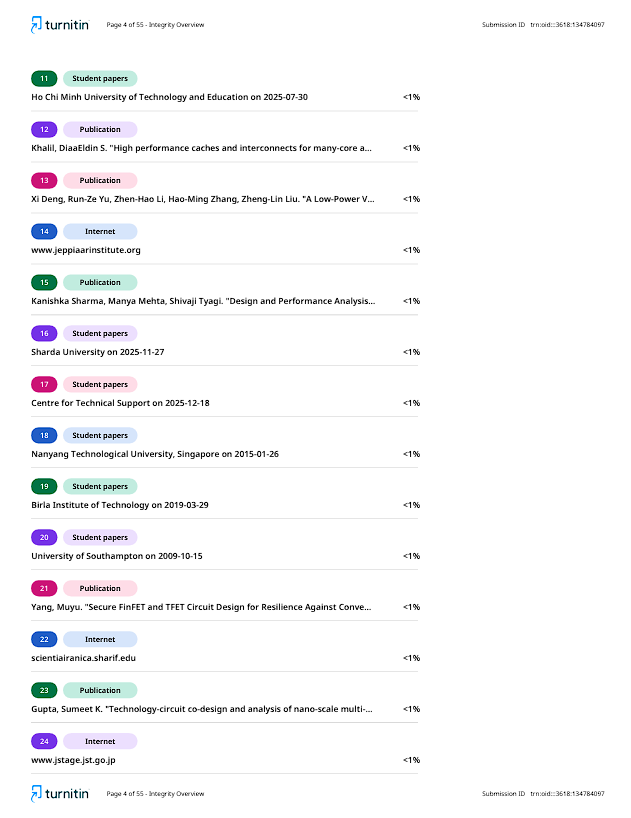 turnitin Page 4 of 55 - Integrity Overview Submission ID trn:oid:::3618:134784097
11 Student papers
Ho Chi Minh University of Technology and Education on 2025-07-30 <1%
12 Publication
Khalil, DiaaEldin S. "High performance caches and interconnects for many-core a... <1%
13 Publication
Xi Deng, Run-Ze Yu, Zhen-Hao Li, Hao-Ming Zhang, Zheng-Lin Liu. "A Low-Power V... <1%
14 Internet
www.jeppiaarinstitute.org <1%
15 Publication
Kanishka Sharma, Manya Mehta, Shivaji Tyagi. "Design and Performance Analysis... <1%
16 Student papers
Sharda University on 2025-11-27 <1%
17 Student papers
Centre for Technical Support on 2025-12-18 <1%
18 Student papers
Nanyang Technological University, Singapore on 2015-01-26 <1%
19 Student papers
Birla Institute of Technology on 2019-03-29 <1%
20 Student papers
University of Southampton on 2009-10-15 <1%
21 Publication
Yang, Muyu. "Secure FinFET and TFET Circuit Design for Resilience Against Conve... <1%
22 Internet
scientiairanica.sharif.edu <1%
23 Publication
Gupta, Sumeet K. "Technology-circuit co-design and analysis of nano-scale multi-... <1%
24 Internet
www.jstage.jst.go.jp <1%
turnitin Page 4 of 55 - Integrity Overview Submission ID trn:oid:::3618:134784097